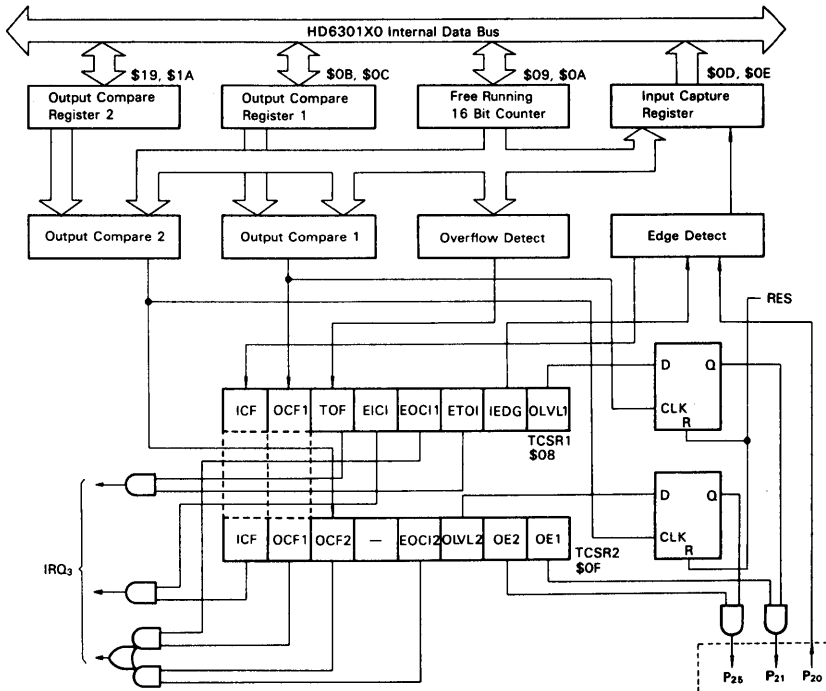 HD6301X0 Internal Data Bus
$19, $1A
$0B, $0C
$09, $0A
$0D, $0E
Output Compare
Register 2
Output Compare
Register 1
Free Running
16 Bit Counter
Input Capture
Register
Output Compare 2
Output Compare 1
Overflow Detect
Edge Detect
RES
D Q
CLK
R
ICF OCF1 TOF EICI EOCI1 ETOI IEDG OLVL1
TCSR1
$08
D Q
CLK
R
ICF OCF1 OCF2 — EOCI2 OLVL2 OE2 OE1
TCSR2
$0F
IRQ₃
P₂₅ P₂₁ P₂₀